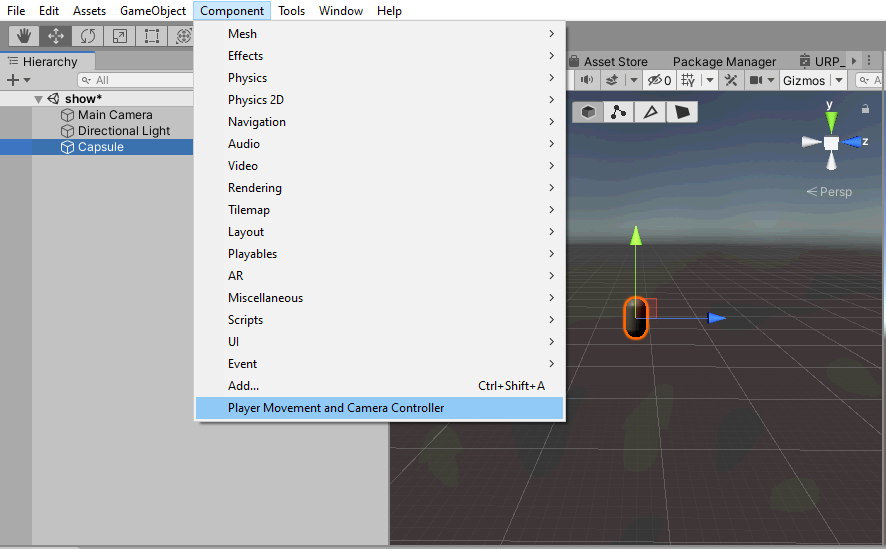 File Edit Assets GameObject Component Tools Window Help
Hierarchy
All
show*
Main Camera
Directional Light
Capsule
Mesh
Effects
Physics
Physics 2D
Navigation
Audio
Video
Rendering
Tilemap
Layout
Playables
AR
Miscellaneous
Scripts
UI
Event
Add... Ctrl+Shift+A
Player Movement and Camera Controller
Asset Store Package Manager URP_
0 Gizmos A
y
z
Persp